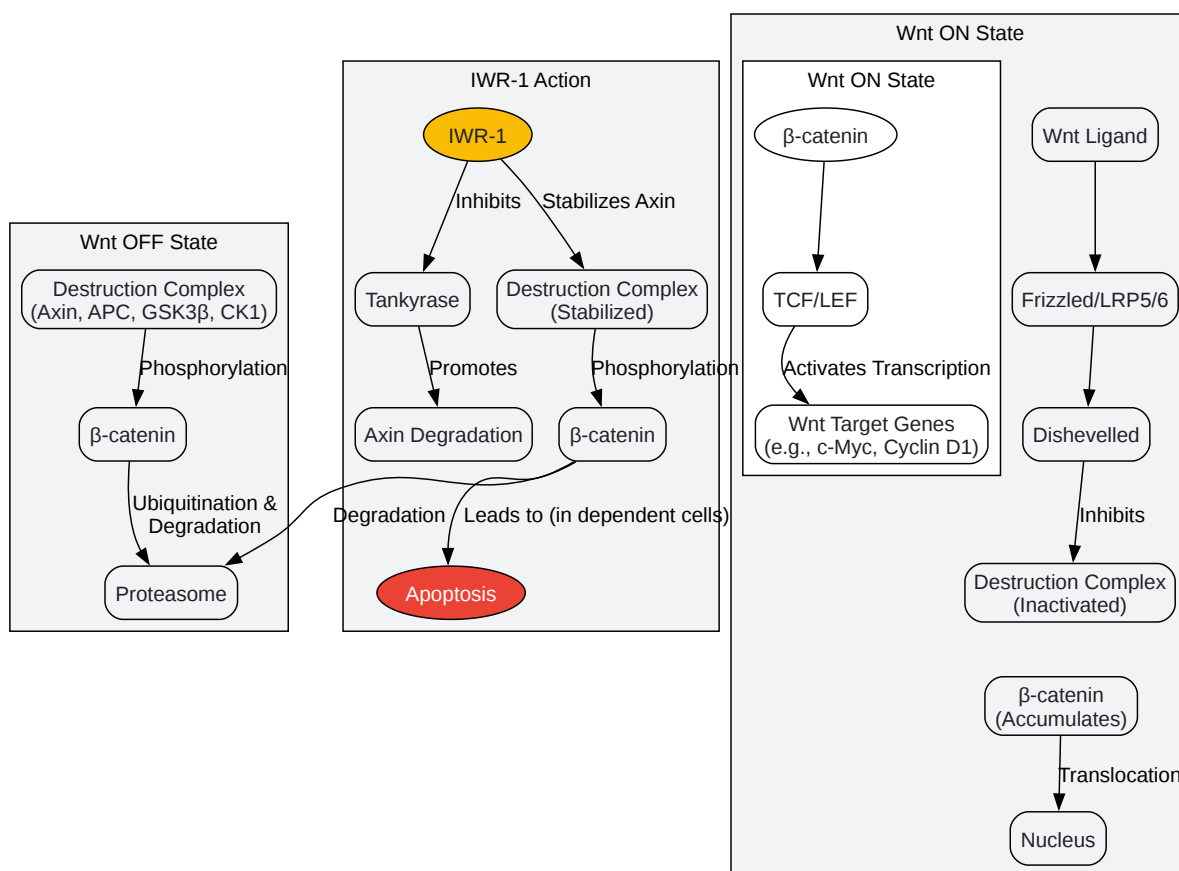 Wnt OFF State
Destruction Complex
(Axin, APC, GSK3β, CK1)
Phosphorylation
β-catenin
Ubiquitination &
Degradation
Proteasome
IWR-1 Action
IWR-1
Inhibits
Stabilizes Axin
Tankyrase
Destruction Complex
(Stabilized)
Promotes
Phosphorylation
Axin Degradation
β-catenin
Degradation
Leads to (in dependent cells)
Apoptosis
Wnt ON State
Wnt ON State
β-catenin
TCF/LEF
Activates Transcription
Wnt Target Genes
(e.g., c-Myc, Cyclin D1)
Wnt Ligand
Frizzled/LRP5/6
Dishevelled
Inhibits
Destruction Complex
(Inactivated)
β-catenin
(Accumulates)
Translocation
Nucleus